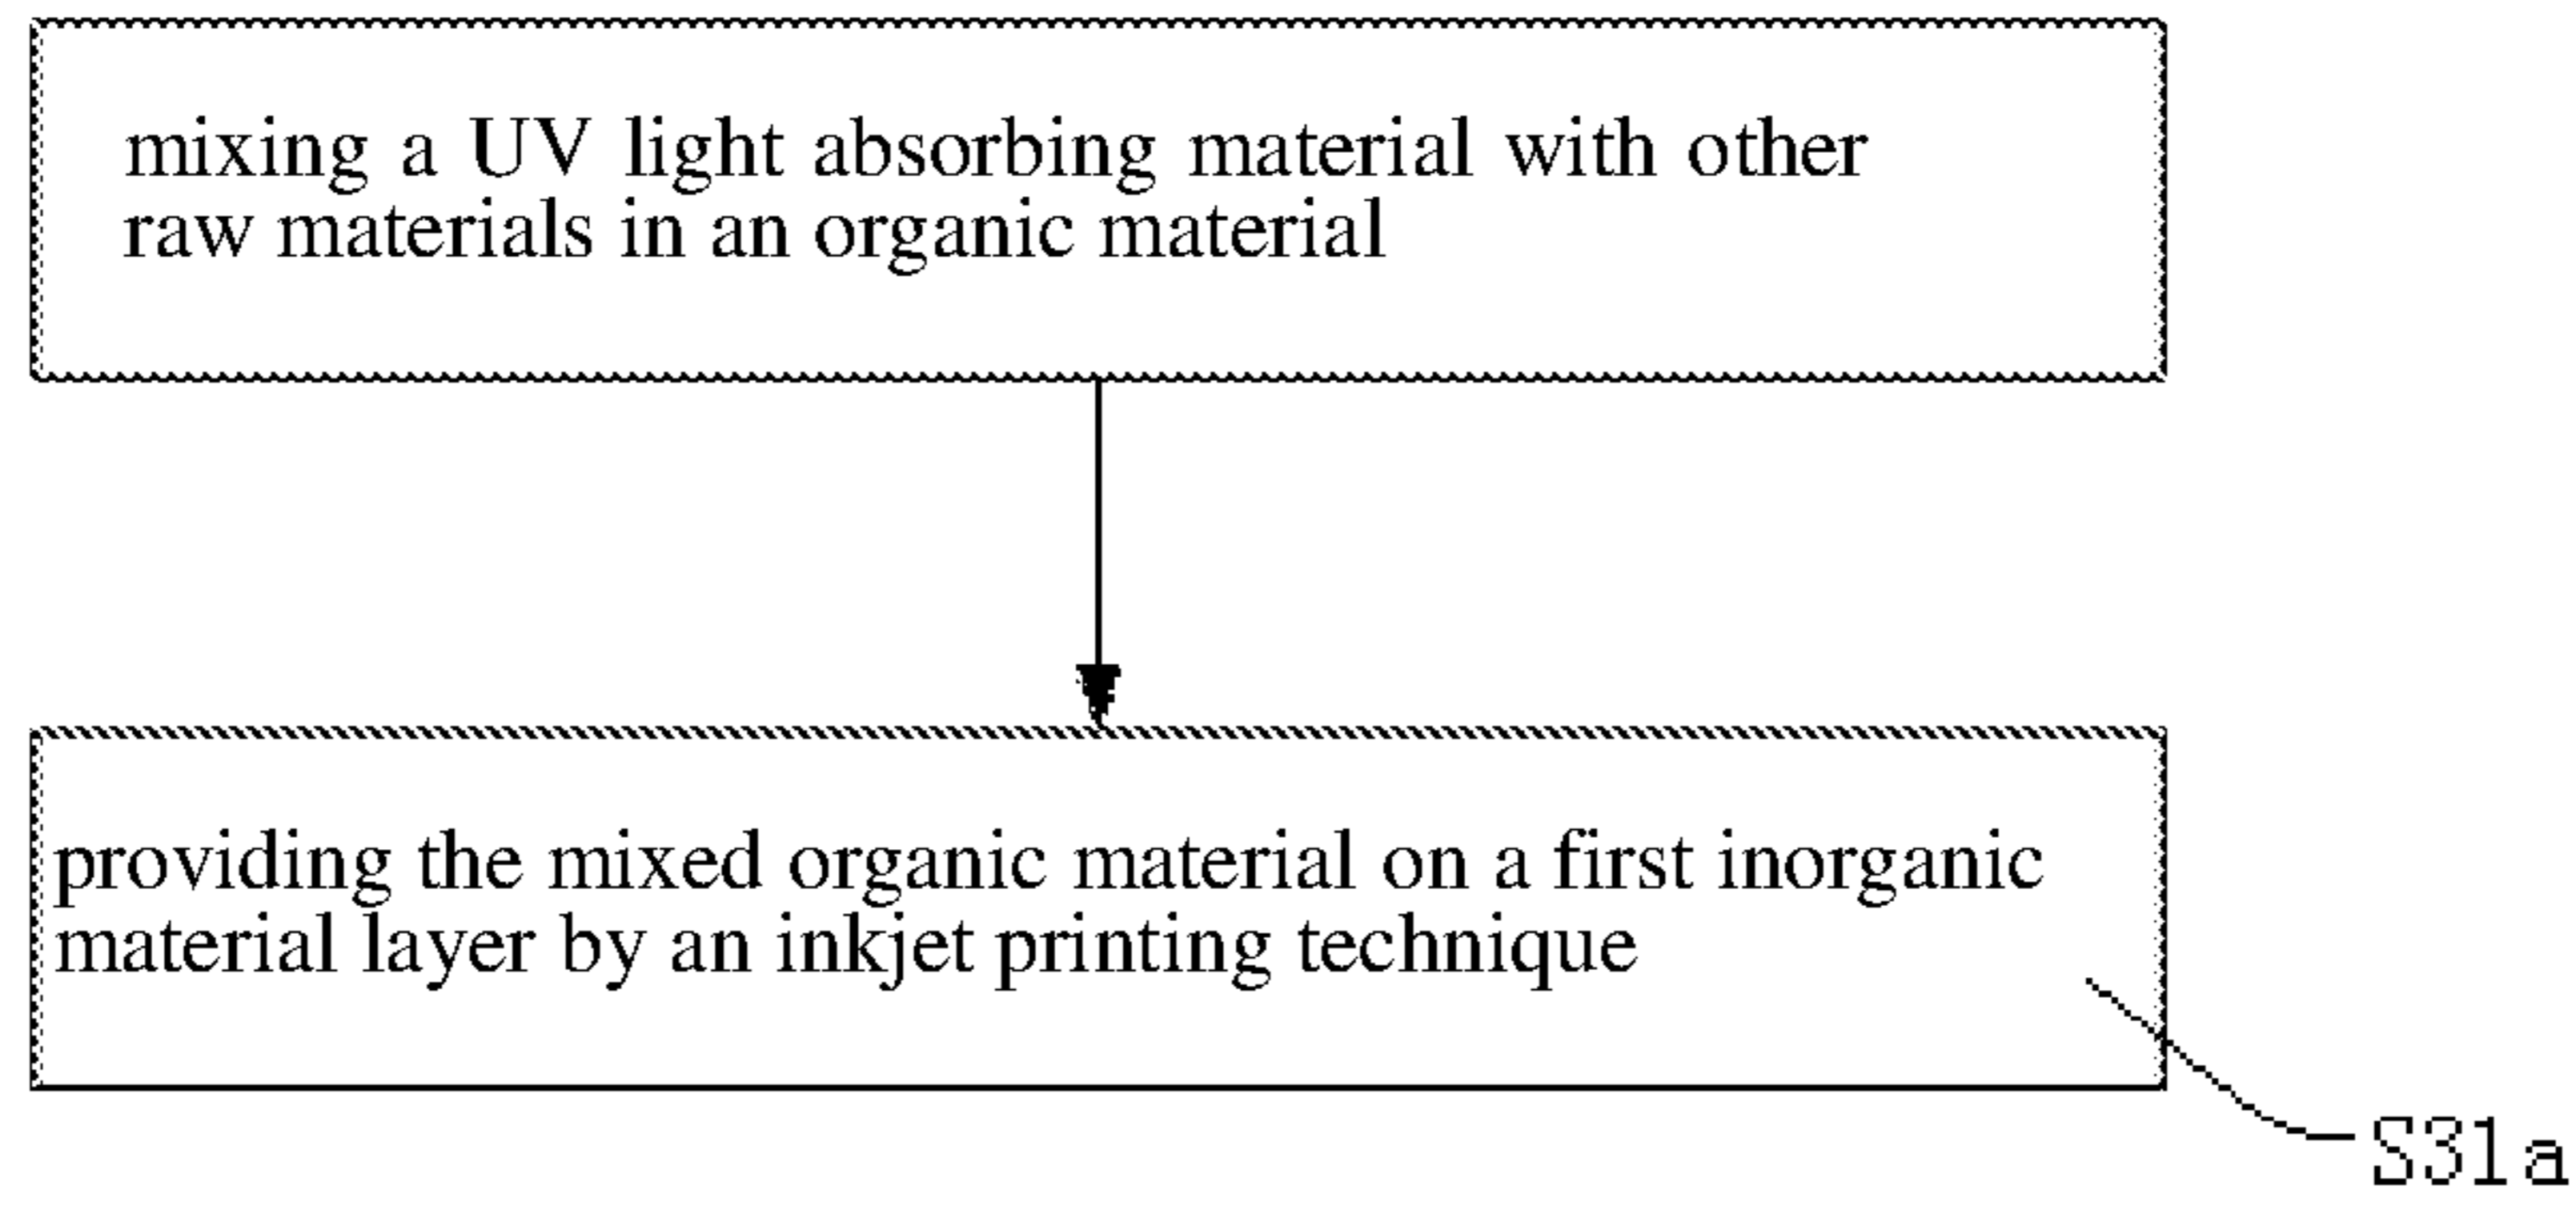 mixing a UV light absorbing material with other
raw materials in an organic material
providing the mixed organic material on a first inorganic
material layer by an inkjet printing technique
S31a